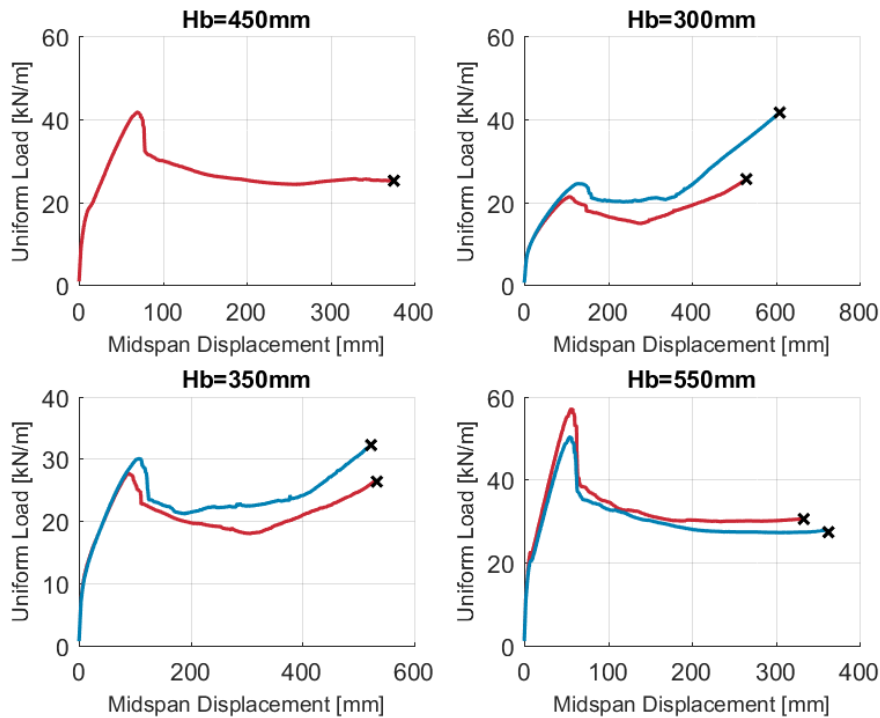 Hb=450mm
Uniform Load [kN/m]
60
40
20
0
0 100 200 300 400
Midspan Displacement [mm]
Hb=300mm
Uniform Load [kN/m]
60
40
20
0
0 200 400 600 800
Midspan Displacement [mm]
Hb=350mm
Uniform Load [kN/m]
40
30
20
10
0
0 200 400 600
Midspan Displacement [mm]
Hb=550mm
Uniform Load [kN/m]
60
40
20
0
0 100 200 300 400
Midspan Displacement [mm]